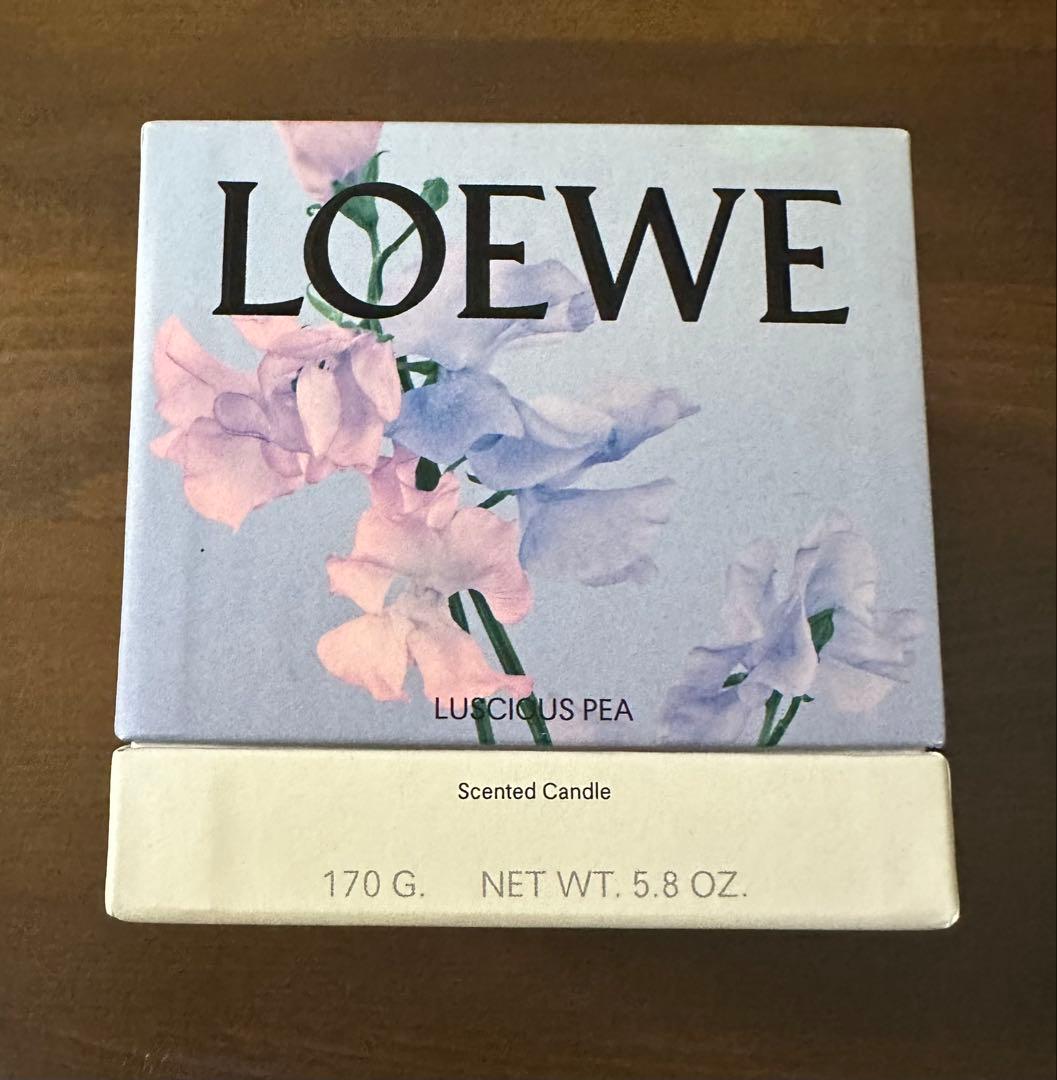 LOEWE
LUSCIOUS PEA
Scented Candle
170 G. NET WT. 5.8 OZ.